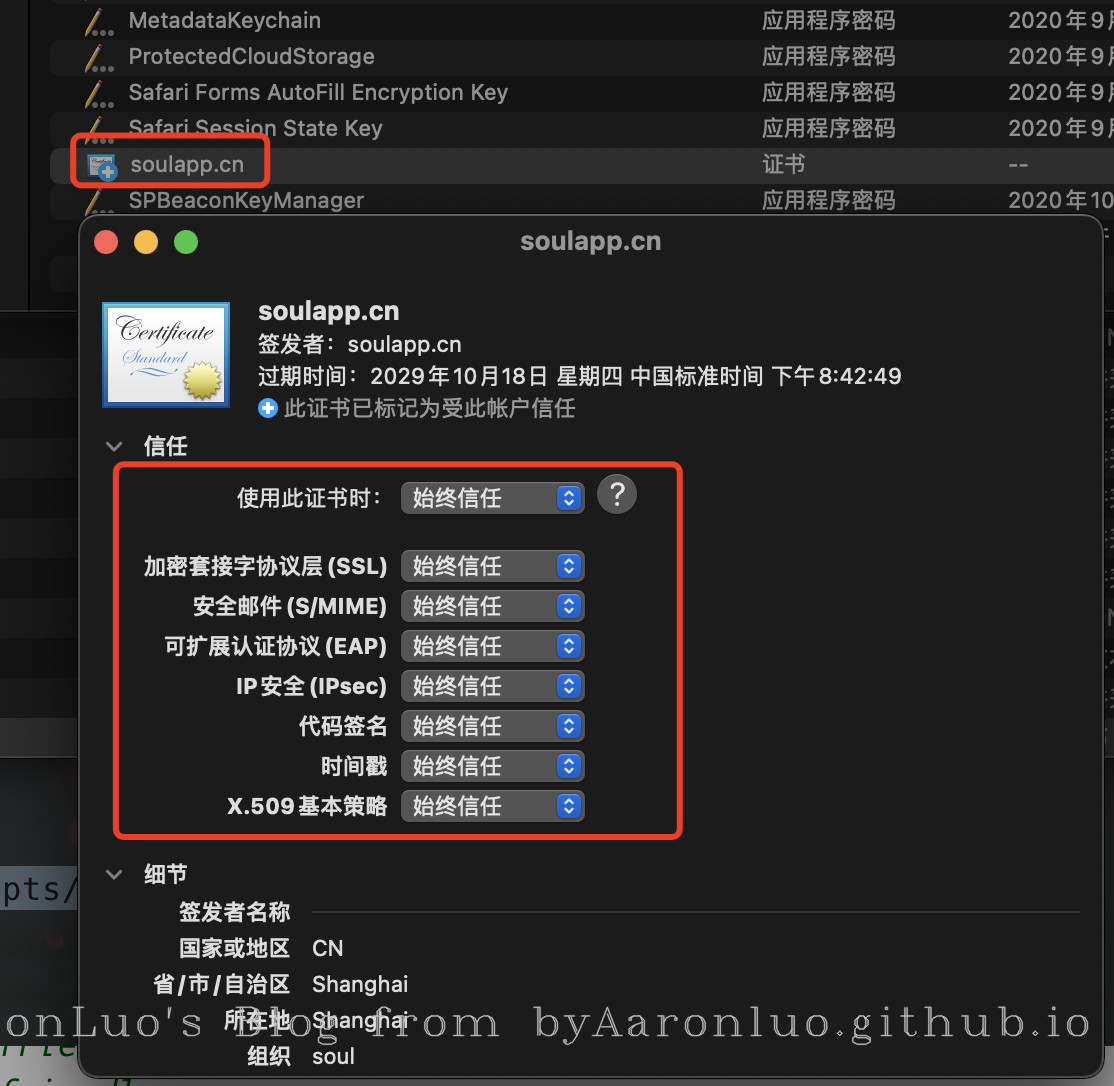 MetadataKeychain 应用程序密码 2020年9月
ProtectedCloudStorage 应用程序密码 2020年9月
Safari Forms AutoFill Encryption Key 应用程序密码 2020年9月
Safari Session State Key 应用程序密码 2020年9月
soulapp.cn 证书 --
SPBeaconKeyManager 应用程序密码 2020年10
soulapp.cn
Certificate
Standard
soulapp.cn
签发者：soulapp.cn
过期时间：2029年10月18日 星期四 中国标准时间 下午8:42:49
此证书已标记为受此帐户信任
信任
使用此证书时： 始终信任 ?
加密套接字协议层 (SSL) 始终信任
安全邮件 (S/MIME) 始终信任
可扩展认证协议 (EAP) 始终信任
IP 安全 (IPsec) 始终信任
代码签名 始终信任
时间戳 始终信任
X.509 基本策略 始终信任
细节
pts/
签发者名称
国家或地区 CN
省/市/自治区 Shanghai
所在地 Shanghai
onLuo's Blog from byAaronluo.github.io
组织 soul